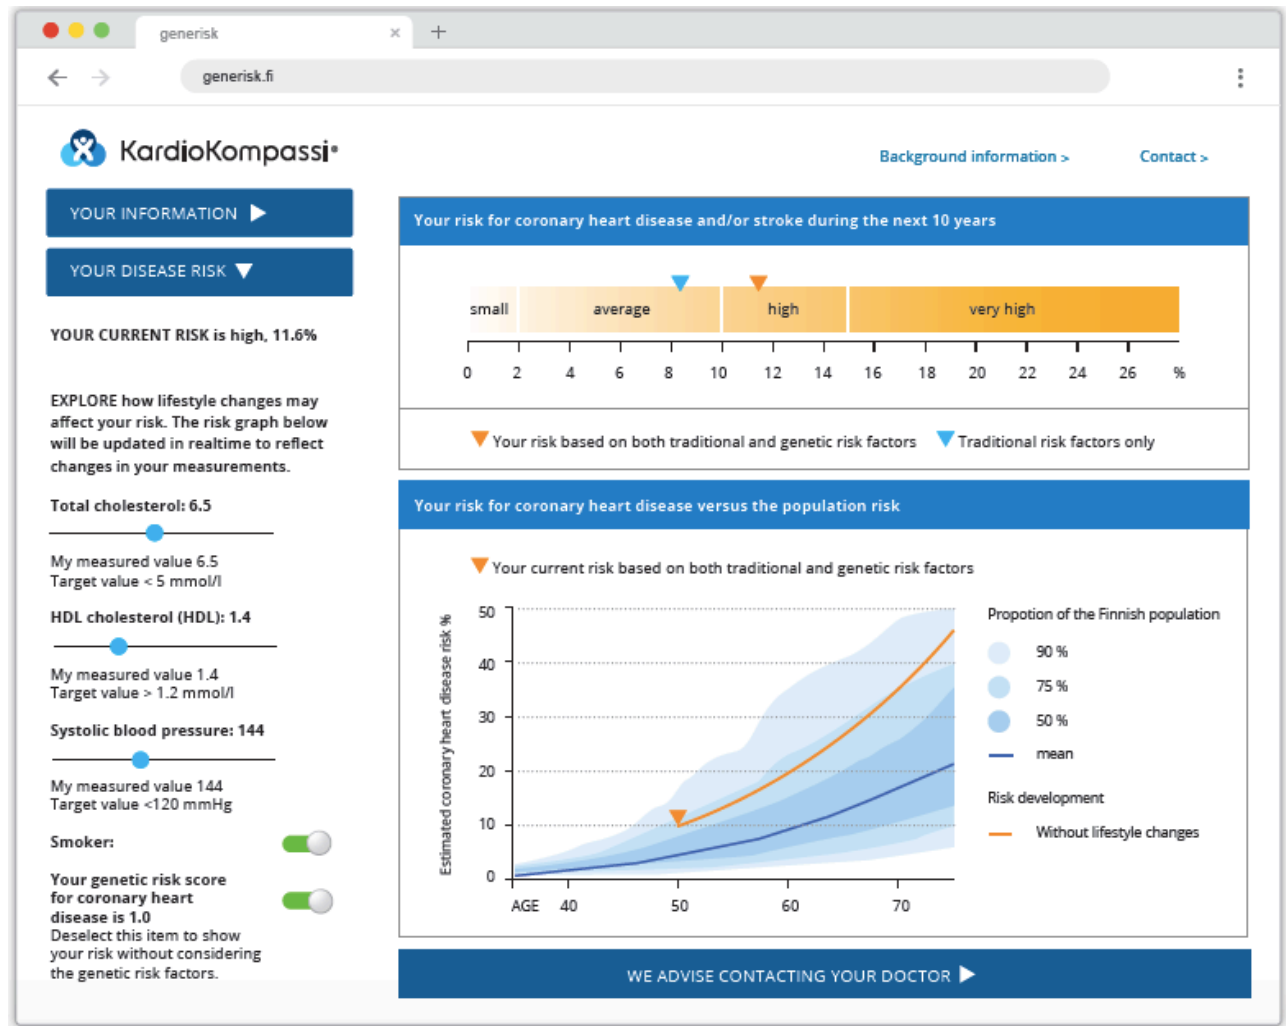 generisk
generisk.fi
KardioKompassi®
Background information >
Contact >
YOUR INFORMATION
YOUR DISEASE RISK
YOUR CURRENT RISK is high, 11.6%
EXPLORE how lifestyle changes may
affect your risk. The risk graph below
will be updated in realtime to reflect
changes in your measurements.
Total cholesterol: 6.5
My measured value 6.5
Target value < 5 mmol/l
HDL cholesterol (HDL): 1.4
My measured value 1.4
Target value > 1.2 mmol/l
Systolic blood pressure: 144
My measured value 144
Target value <120 mmHg
Smoker:
Your genetic risk score
for coronary heart
disease is 1.0
Deselect this item to show
your risk without considering
the genetic risk factors.
Your risk for coronary heart disease and/or stroke during the next 10 years
small average high very high
0 2 4 6 8 10 12 14 16 18 20 22 24 26 %
Your risk based on both traditional and genetic risk factors
Traditional risk factors only
Your risk for coronary heart disease versus the population risk
Your current risk based on both traditional and genetic risk factors
Estimated coronary heart disease risk %
50
40
30
20
10
0
AGE 40 50 60 70
Propotion of the Finnish population
90 %
75 %
50 %
mean
Risk development
Without lifestyle changes
WE ADVISE CONTACTING YOUR DOCTOR